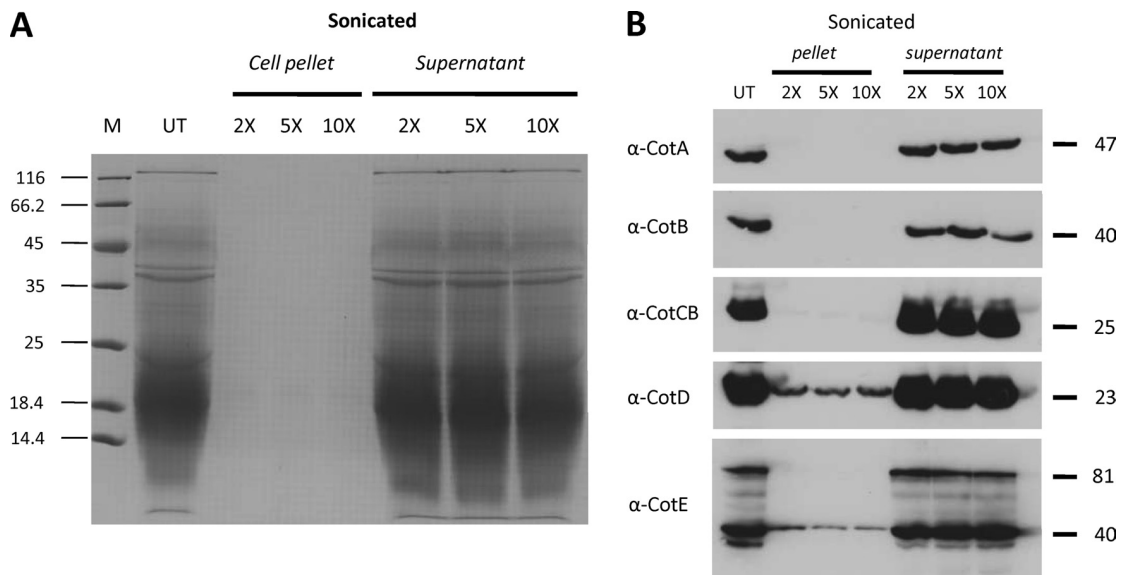 A
Sonicated
Cell pellet Supernatant
M UT 2X 5X 10X 2X 5X 10X
116
66.2
45
35
25
18.4
14.4
B
Sonicated
pellet supernatant
UT 2X 5X 10X 2X 5X 10X
α-CotA 47
α-CotB 40
α-CotCB 25
α-CotD 23
α-CotE 81
40